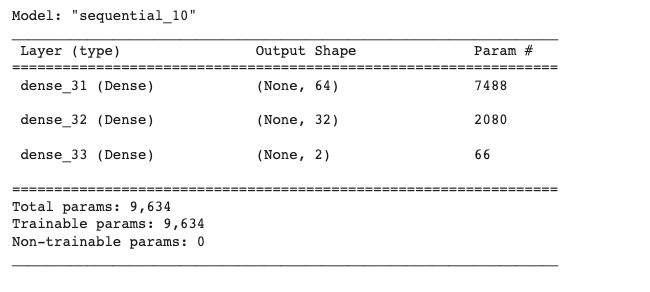 Model: "sequential_10"
Layer (type) Output Shape Param #
dense_31 (Dense) (None, 64) 7488
dense_32 (Dense) (None, 32) 2080
dense_33 (Dense) (None, 2) 66
Total params: 9,634
Trainable params: 9,634
Non-trainable params: 0